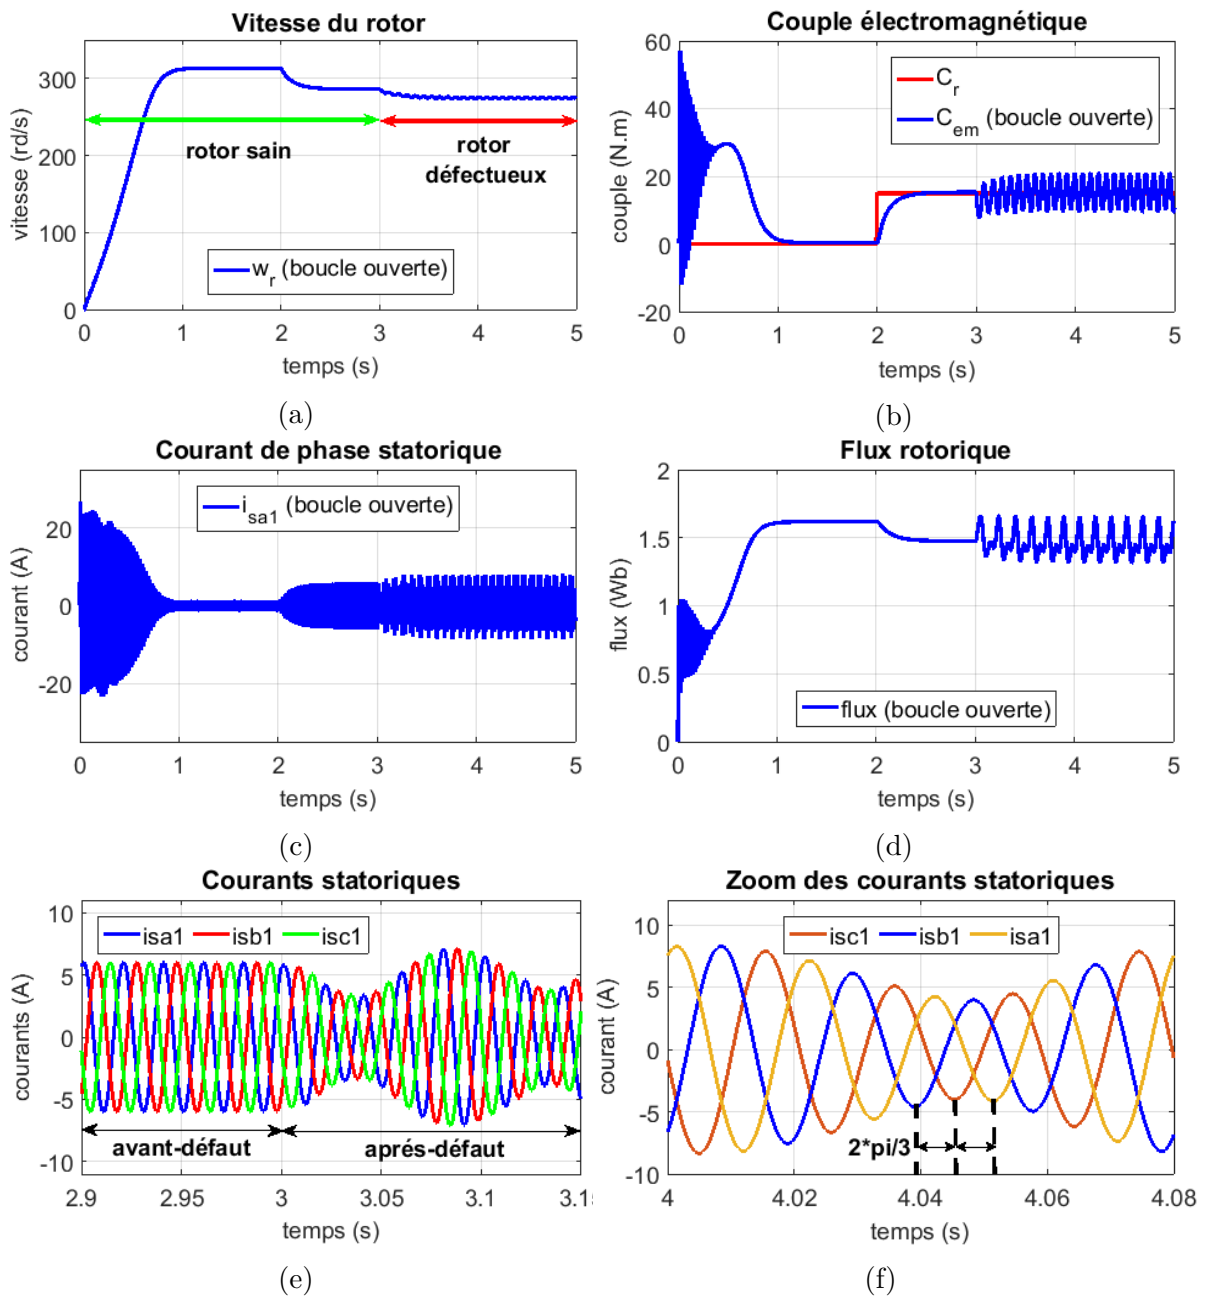 Vitesse du rotor
300
200
100
0
vitesse (rd/s)
rotor sain
rotor
défectueux
w_r (boucle ouverte)
0 1 2 3 4 5
temps (s)
(a)
Couple électromagnétique
60
40
20
0
-20
couple (N.m)
C_r
C_em (boucle ouverte)
0 1 2 3 4 5
temps (s)
(b)
Courant de phase statorique
20
0
-20
courant (A)
i_sa1 (boucle ouverte)
0 1 2 3 4 5
temps (s)
(c)
Flux rotorique
2
1.5
1
0.5
0
flux (Wb)
flux (boucle ouverte)
0 1 2 3 4 5
temps (s)
(d)
Courants statoriques
10
5
0
-5
-10
courants (A)
isa1 isb1 isc1
avant-défaut
aprés-défaut
2.9 2.95 3 3.05 3.1 3.1
temps (s)
(e)
Zoom des courants statoriques
10
5
0
-5
-10
courant (A)
isc1 isb1 isa1
2*pi/3
4 4.02 4.04 4.06 4.08
temps (s)
(f)